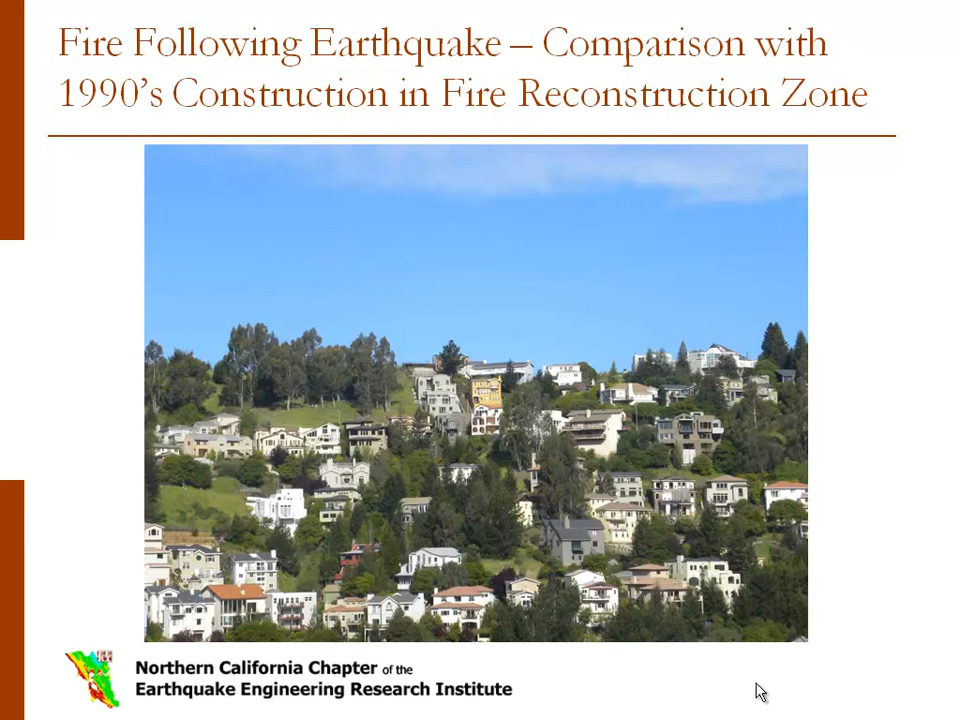 Fire Following Earthquake – Comparison with
1990's Construction in Fire Reconstruction Zone
Northern California Chapter of the
Earthquake Engineering Research Institute